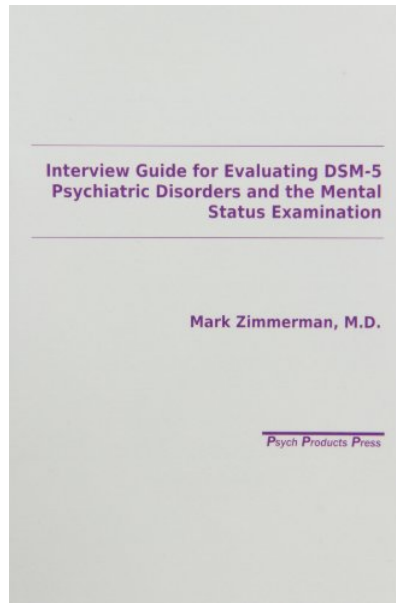 Interview Guide for Evaluating DSM-5
Psychiatric Disorders and the Mental
Status Examination
Mark Zimmerman, M.D.
Psych Products Press